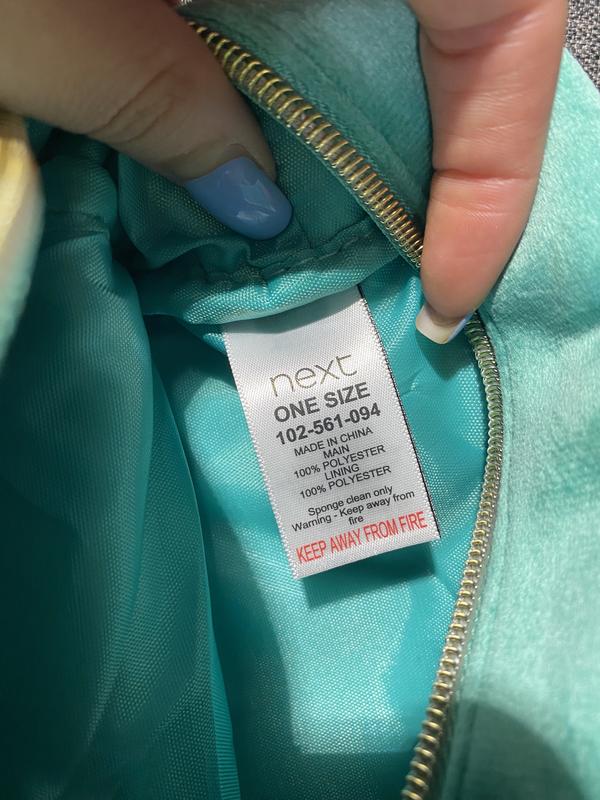 next
ONE SIZE
102-561-094
MADE IN CHINA
MAIN
100% POLYESTER
LINING
100% POLYESTER
Sponge clean only
Warning - Keep away from
fire
KEEP AWAY FROM FIRE